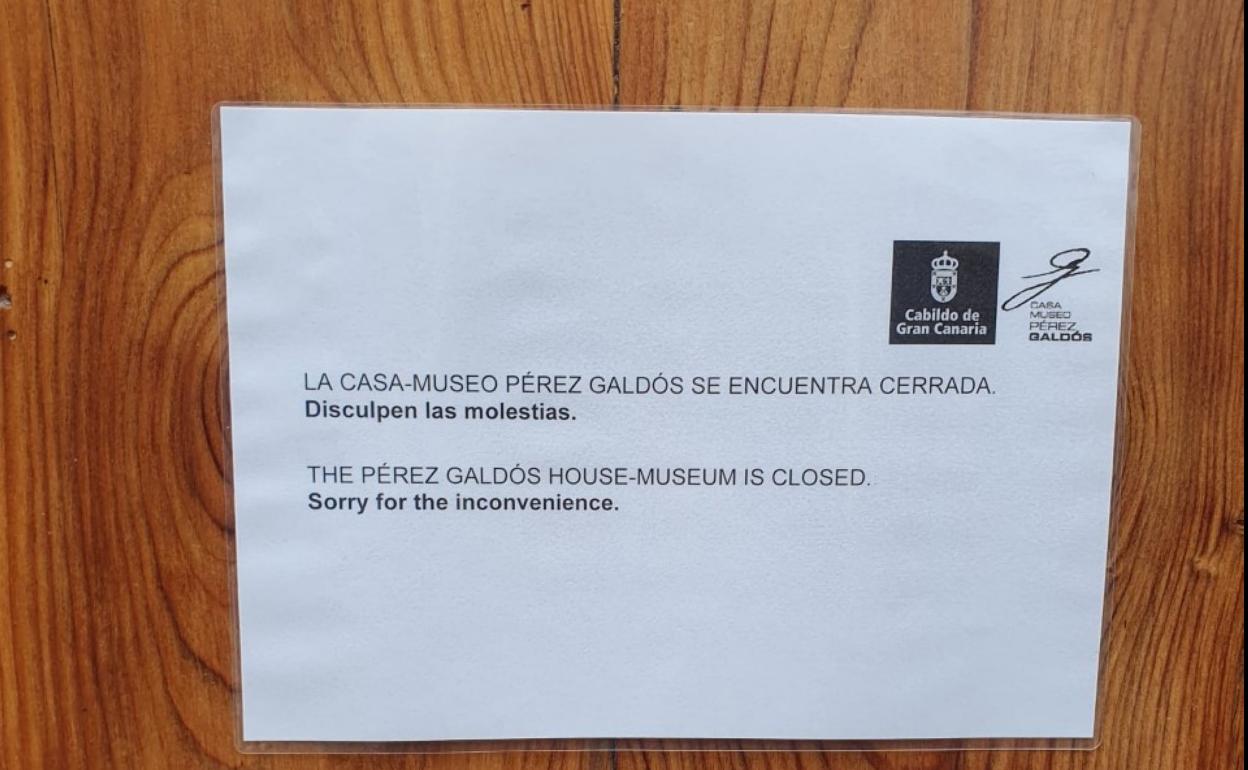 Cabildo de
Gran Canaria
CASA
MUSEO
PÉREZ
GALDÓS
LA CASA-MUSEO PÉREZ GALDÓS SE ENCUENTRA CERRADA.
Disculpen las molestias.
THE PÉREZ GALDÓS HOUSE-MUSEUM IS CLOSED.
Sorry for the inconvenience.